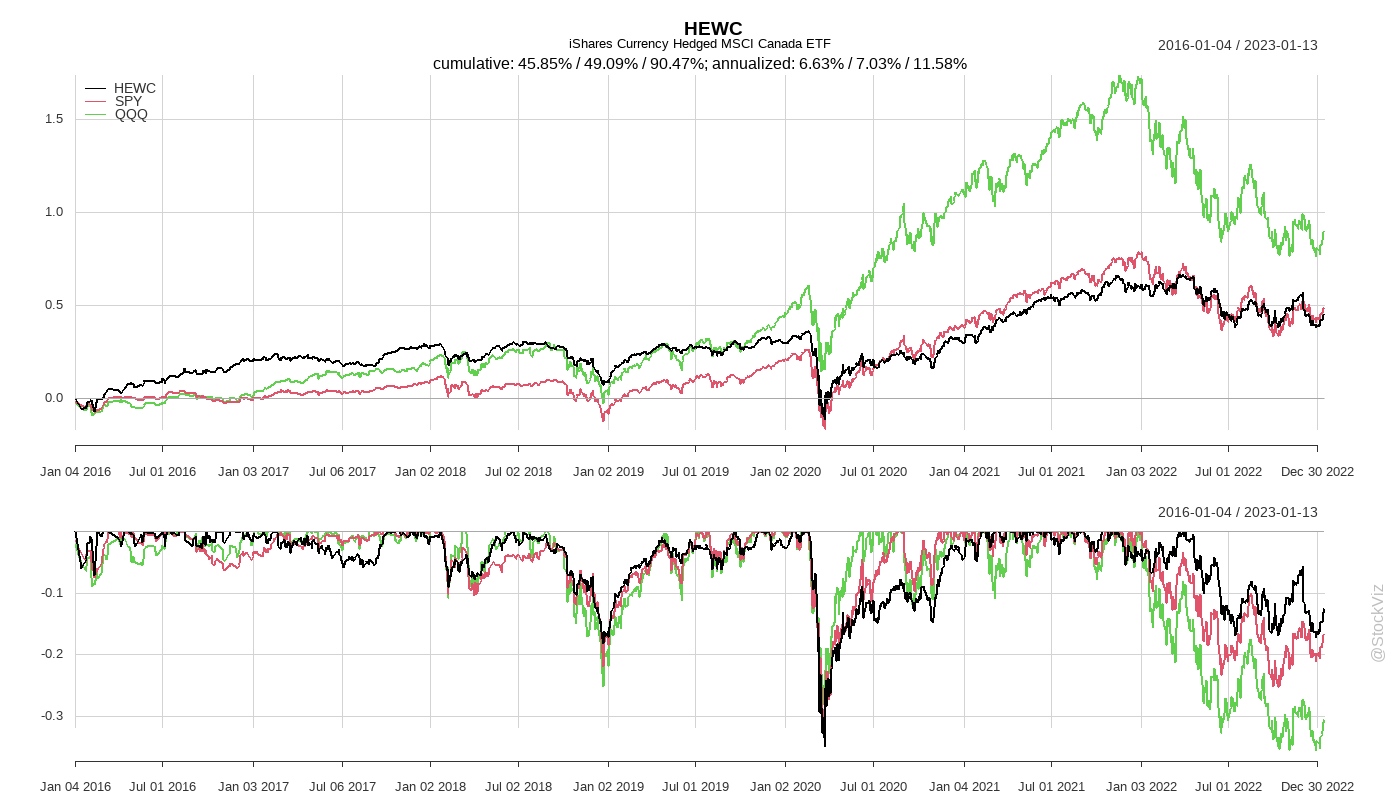 HEWC
iShares Currency Hedged MSCI Canada ETF
2016-01-04 / 2023-01-13
cumulative: 45.85% / 49.09% / 90.47%; annualized: 6.63% / 7.03% / 11.58%
HEWC
SPY
QQQ
1.5
1.0
0.5
0.0
Jan 04 2016 Jul 01 2016 Jan 03 2017 Jul 06 2017 Jan 02 2018 Jul 02 2018 Jan 02 2019 Jul 01 2019 Jan 02 2020 Jul 01 2020 Jan 04 2021 Jul 01 2021 Jan 03 2022 Jul 01 2022 Dec 30 2022
2016-01-04 / 2023-01-13
-0.1
-0.2
-0.3
Jan 04 2016 Jul 01 2016 Jan 03 2017 Jul 06 2017 Jan 02 2018 Jul 02 2018 Jan 02 2019 Jul 01 2019 Jan 02 2020 Jul 01 2020 Jan 04 2021 Jul 01 2021 Jan 03 2022 Jul 01 2022 Dec 30 2022
@StockViz